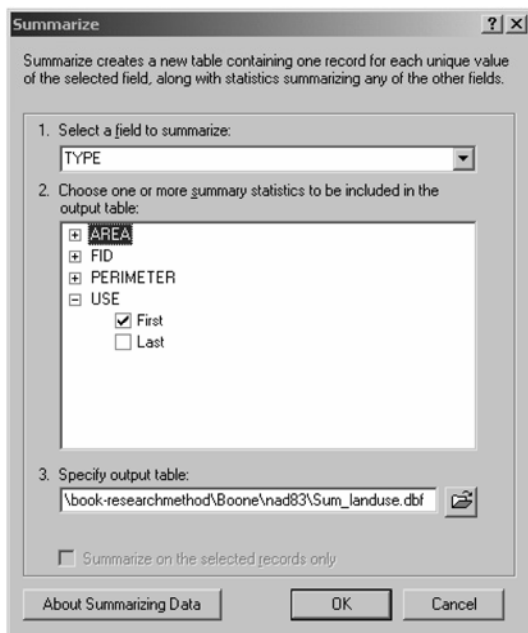 Summarize
Summarize creates a new table containing one record for each unique value
of the selected field, along with statistics summarizing any of the other fields.
1. Select a field to summarize:
TYPE
2. Choose one or more summary statistics to be included in the
output table:
AREA
FID
PERIMETER
USE
First
Last
3. Specify output table:
\book-researchmethod\Boone\nad83\Sum_landuse.dbf
Summarize on the selected records only
About Summarizing Data
OK
Cancel